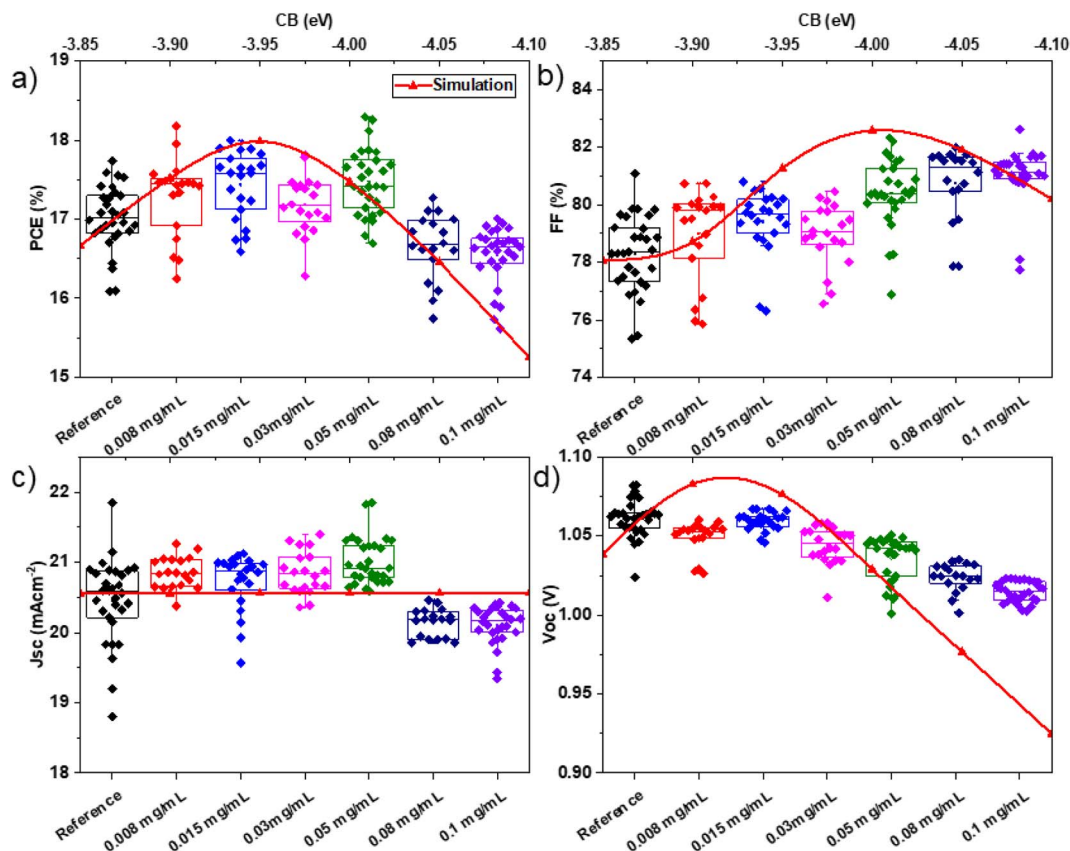 CB (eV)
-3.85 -3.90 -3.95 -4.00 -4.05 -4.10
a)
19
18
17
16
15
PCE (%)
Simulation
Reference
0.008 mg/mL
0.015 mg/mL
0.03mg/mL
0.05 mg/mL
0.08 mg/mL
0.1 mg/mL
CB (eV)
-3.85 -3.90 -3.95 -4.00 -4.05 -4.10
b)
84
82
80
78
76
74
FF (%)
Reference
0.008 mg/mL
0.015 mg/mL
0.03mg/mL
0.05 mg/mL
0.08 mg/mL
0.1 mg/mL
c)
22
21
20
19
18
Jsc (mAcm⁻²)
Reference
0.008 mg/mL
0.015 mg/mL
0.03mg/mL
0.05 mg/mL
0.08 mg/mL
0.1 mg/mL
d)
1.10
1.05
1.00
0.95
0.90
Voc (V)
Reference
0.008 mg/mL
0.015 mg/mL
0.03mg/mL
0.05 mg/mL
0.08 mg/mL
0.1 mg/mL